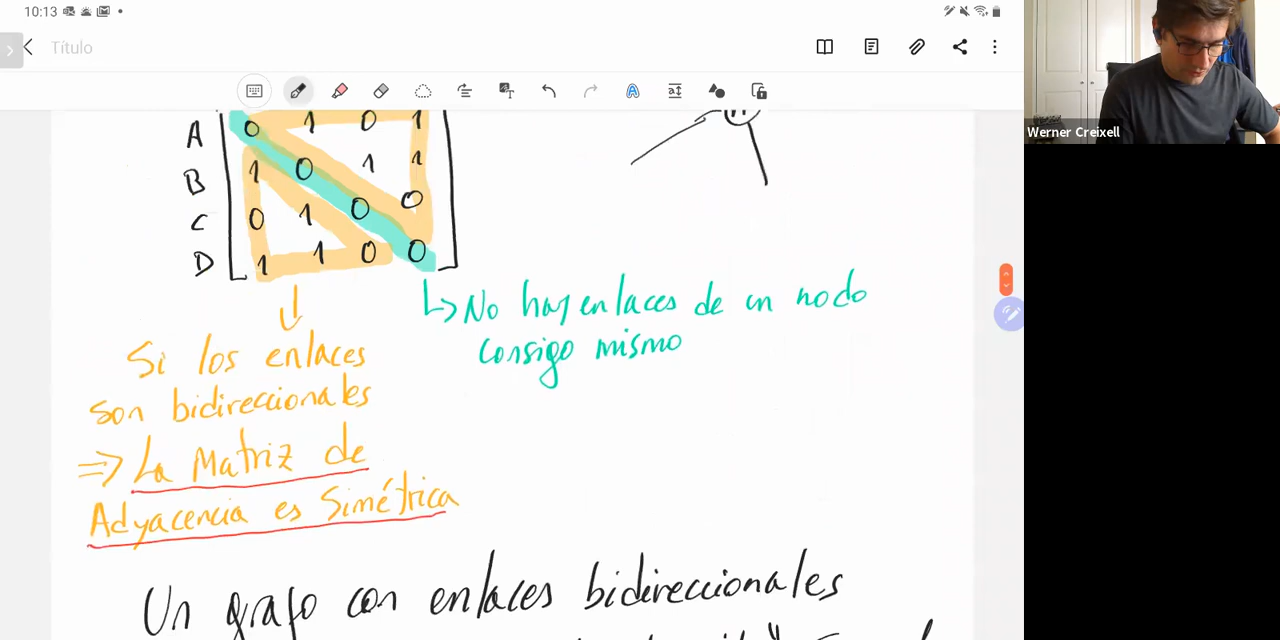 10:13
Título
Werner Creixell
A 0 1 0 1
B 1 0 1 1
C 0 1 0 0
D 1 1 0 0
↳ No hay enlaces de un nodo
consigo mismo
Si los enlaces
son bidireccionales
⇒ La Matriz de
Adyacencia es Simétrica
Un grafo con enlaces bidireccionales